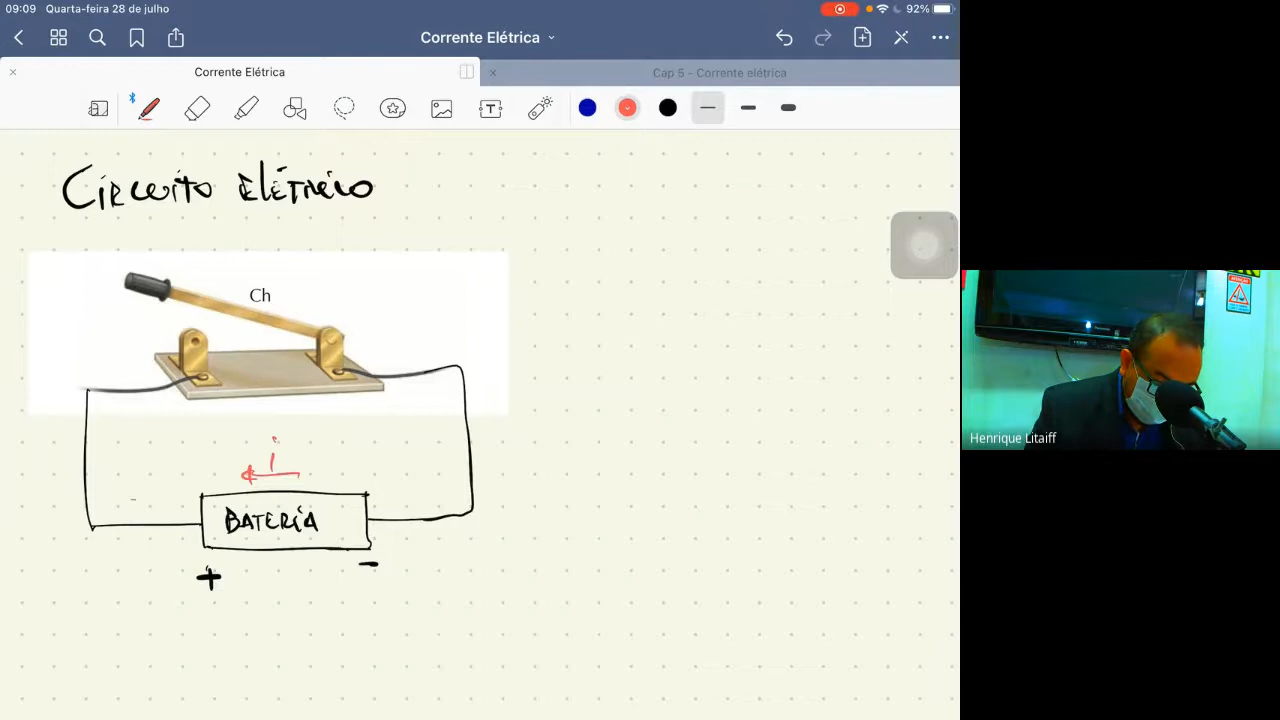 09:09 Quarta-feira 28 de julho
92%
Corrente Elétrica
Corrente Elétrica
Cap 5 - Corrente elétrica
T
Circuito Elétrico
Ch
i
BATERÍA
+ -
Henrique Litaiff